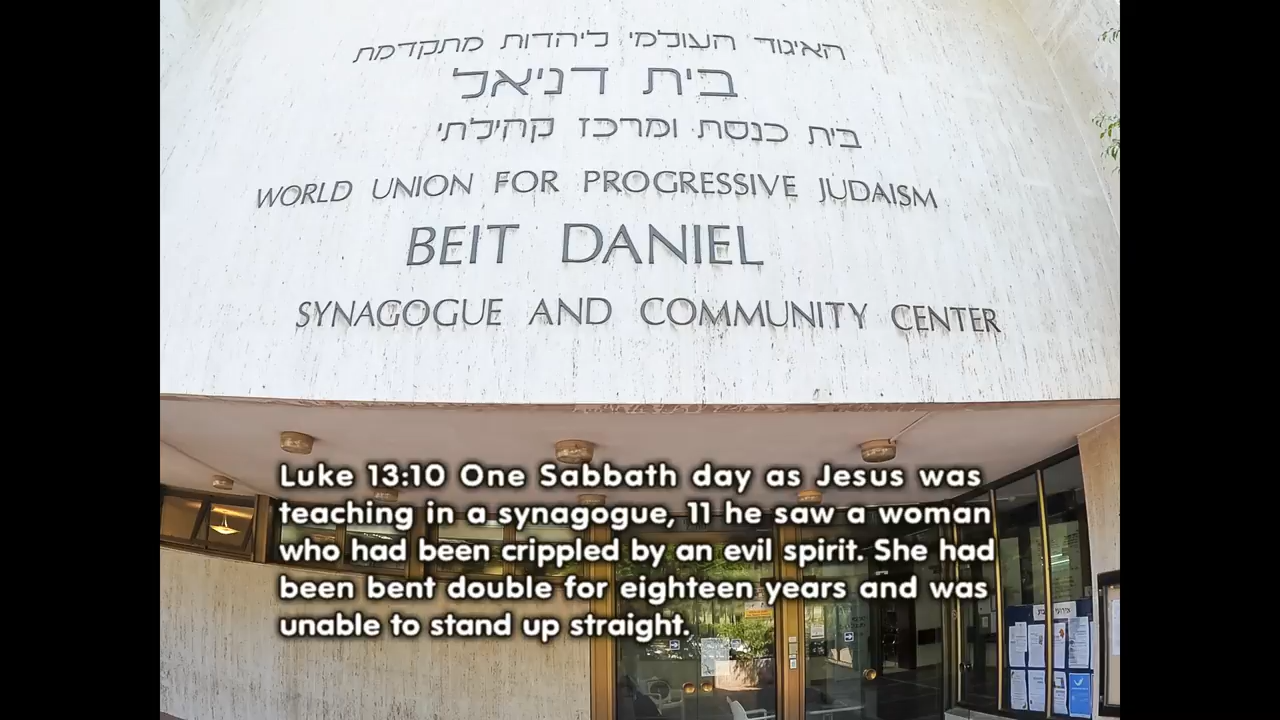 האיגוד העולמי ליהדות מתקדמת
בית דניאל
בית כנסת ומרכז קהילתי
WORLD UNION FOR PROGRESSIVE JUDAISM
BEIT DANIEL
SYNAGOGUE AND COMMUNITY CENTER
Luke 13:10 One Sabbath day as Jesus was
teaching in a synagogue, 11 he saw a woman
who had been crippled by an evil spirit. She had
been bent double for eighteen years and was
unable to stand up straight.